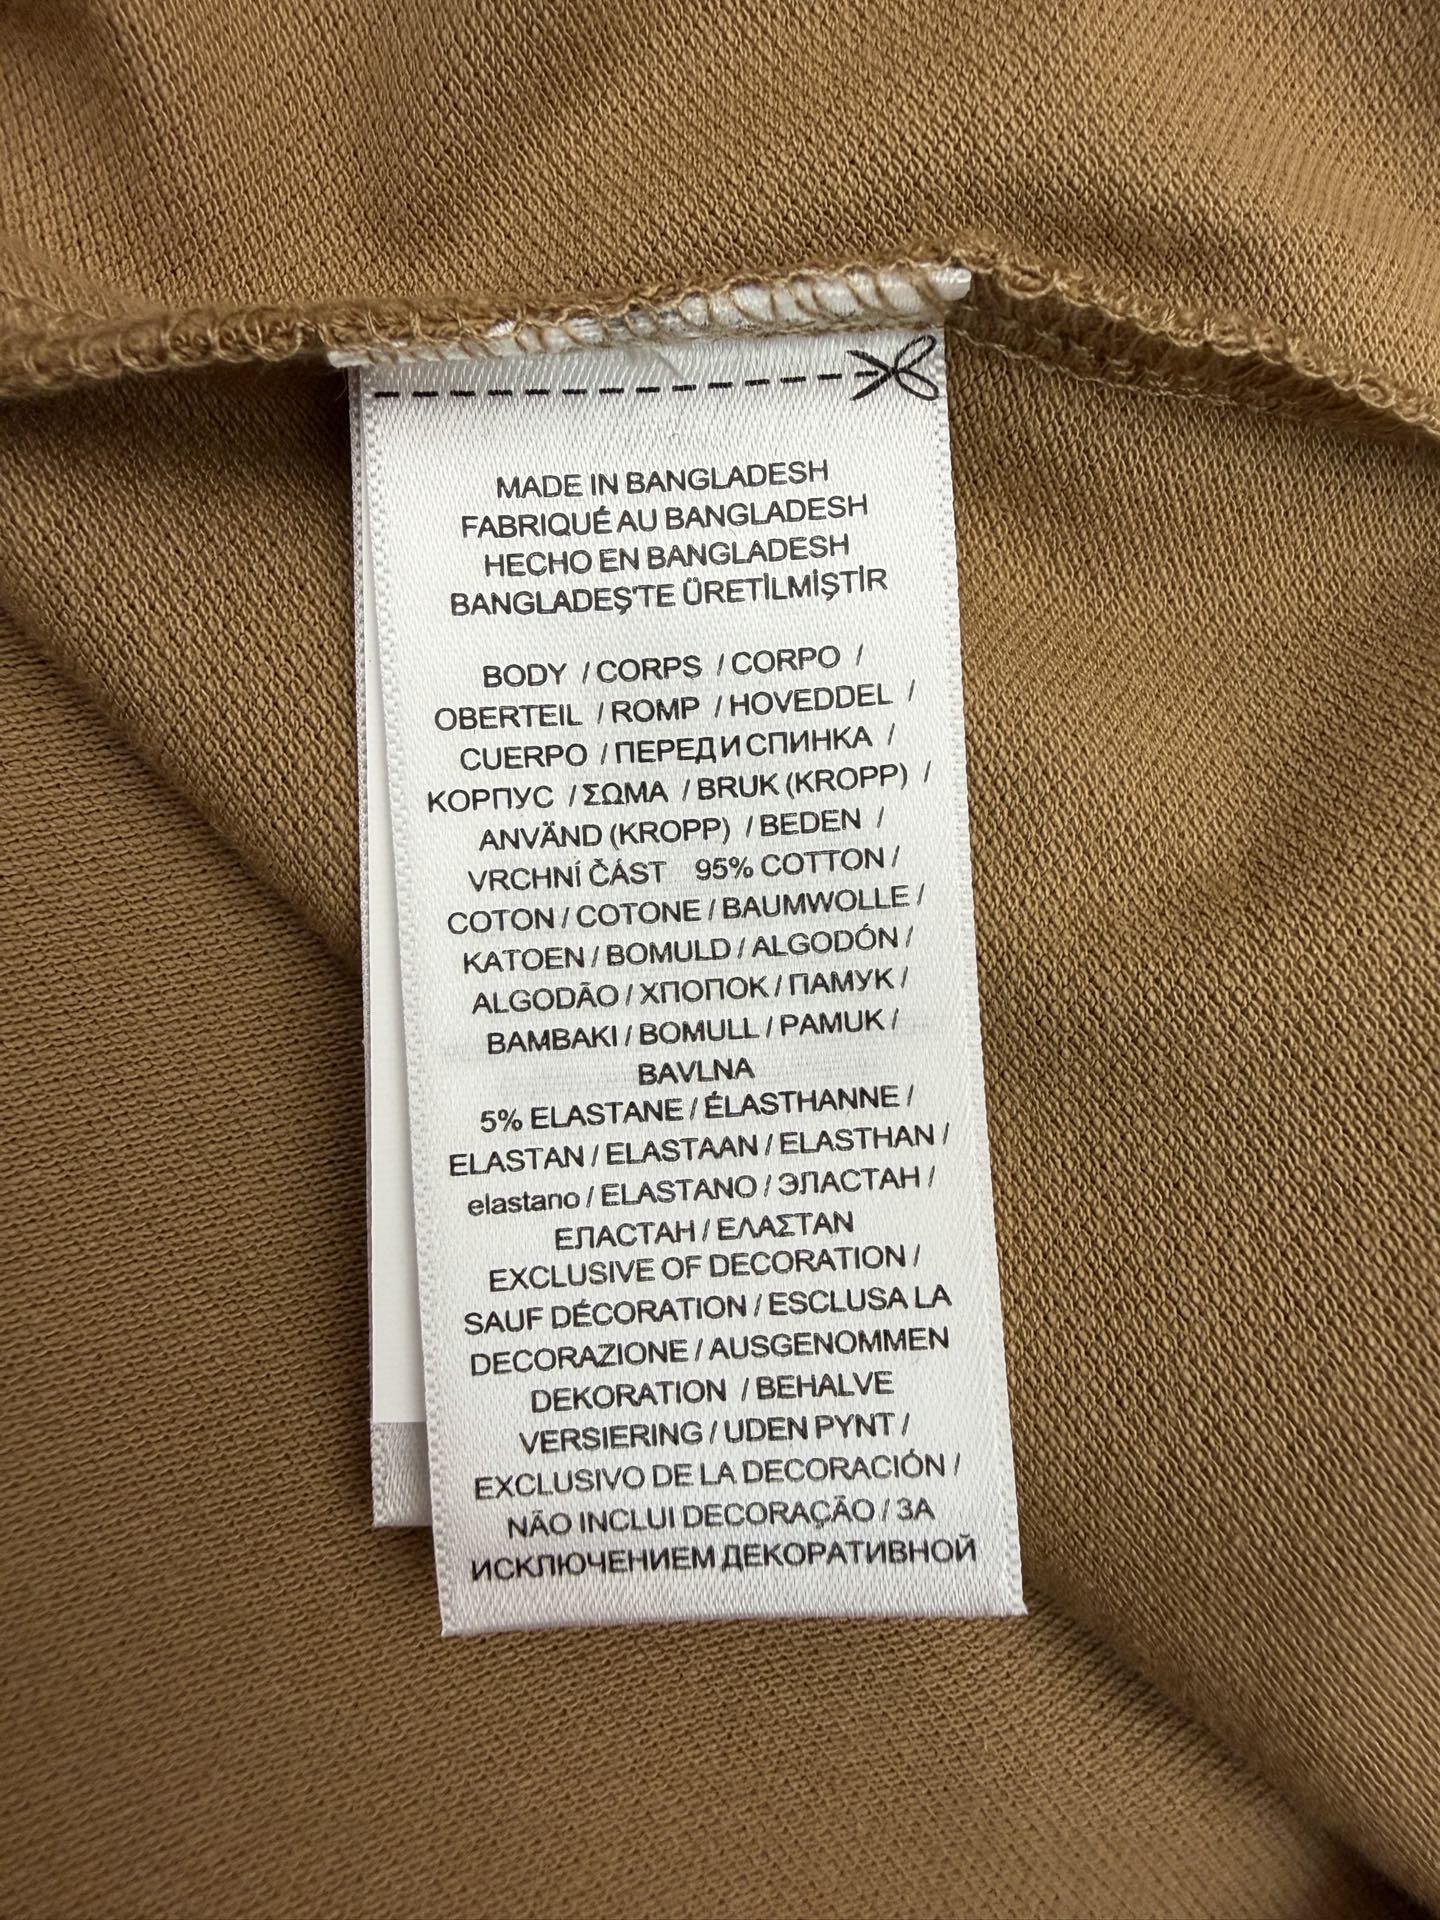 MADE IN BANGLADESH
FABRIQUÉ AU BANGLADESH
HECHO EN BANGLADESH
BANGLADEŞ'TE ÜRETİLMİŞTİR
BODY / CORPS / CORPO /
OBERTEIL / ROMP / HOVEDDEL /
CUERPO / ПЕРЕД И СПИНКА /
КОРПУС / ΣΩΜΑ / BRUK (KROPP) /
ANVÄND (KROPP) / BEDEN /
VRCHNÍ ČÁST 95% COTTON /
COTON / COTONE / BAUMWOLLE /
KATOEN / BOMULD / ALGODÓN /
ALGODÃO / ХПОПОК / ПАМУК /
BAMBAKI / BOMULL / PAMUK /
BAVLNA
5% ELASTANE / ÉLASTHANNE /
ELASTAN / ELASTAAN / ELASTHAN /
elastano / ELASTANO / ЭЛАСТАН /
ЕЛАСТАН / ΕΛΑΣΤΑΝ
EXCLUSIVE OF DECORATION /
SAUF DÉCORATION / ESCLUSA LA
DECORAZIONE / AUSGENOMMEN
DEKORATION / BEHALVE
VERSIERING / UDEN PYNT /
EXCLUSIVO DE LA DECORACIÓN /
NÃO INCLUI DECORAÇÃO / ЗА
ИСКЛЮЧЕНИЕМ ДЕКОРАТИВНОЙ